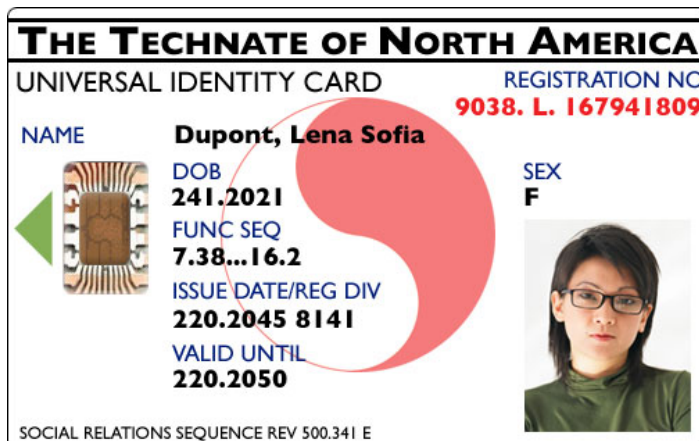 THE TECHNATE OF NORTH AMERICA
UNIVERSAL IDENTITY CARD
REGISTRATION NO
9038. L. 167941809
NAME
Dupont, Lena Sofia
DOB
241.2021
SEX
F
FUNC SEQ
7.38...16.2
ISSUE DATE/REG DIV
220.2045 8141
VALID UNTIL
220.2050
SOCIAL RELATIONS SEQUENCE REV 500.341 E